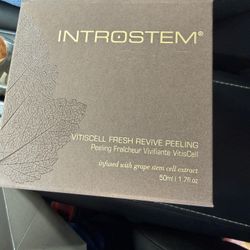 INTROSTEM®
VITISCELL FRESH REVIVE PEELING
Peeling Fraîcheur Vivifiante VitisCell
infused with grape stem cell extract
50ml | 1.7fl.oz